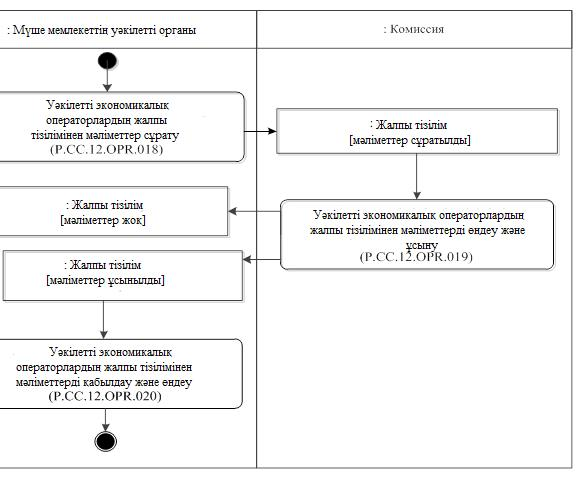 : Мүше мемлекеттің уәкілетті органы
: Комиссия
Уәкілетті экономикалық
операторлардың жалпы
тізілімінен мәліметтер сұрату
(P.CC.12.OPR.018)
: Жалпы тізілім
[мәліметтер сұратылды]
: Жалпы тізілім
[мәліметтер жоқ]
Уәкілетті экономикалық операторлардың
жалпы тізілімінен мәліметтерді өңдеу және
ұсыну
(P.CC.12.OPR.019)
: Жалпы тізілім
[мәліметтер ұсынылды]
Уәкілетті экономикалық
операторлардың жалпы тізілімінен
мәліметтерді қабылдау және өңдеу
(P.CC.12.OPR.020)